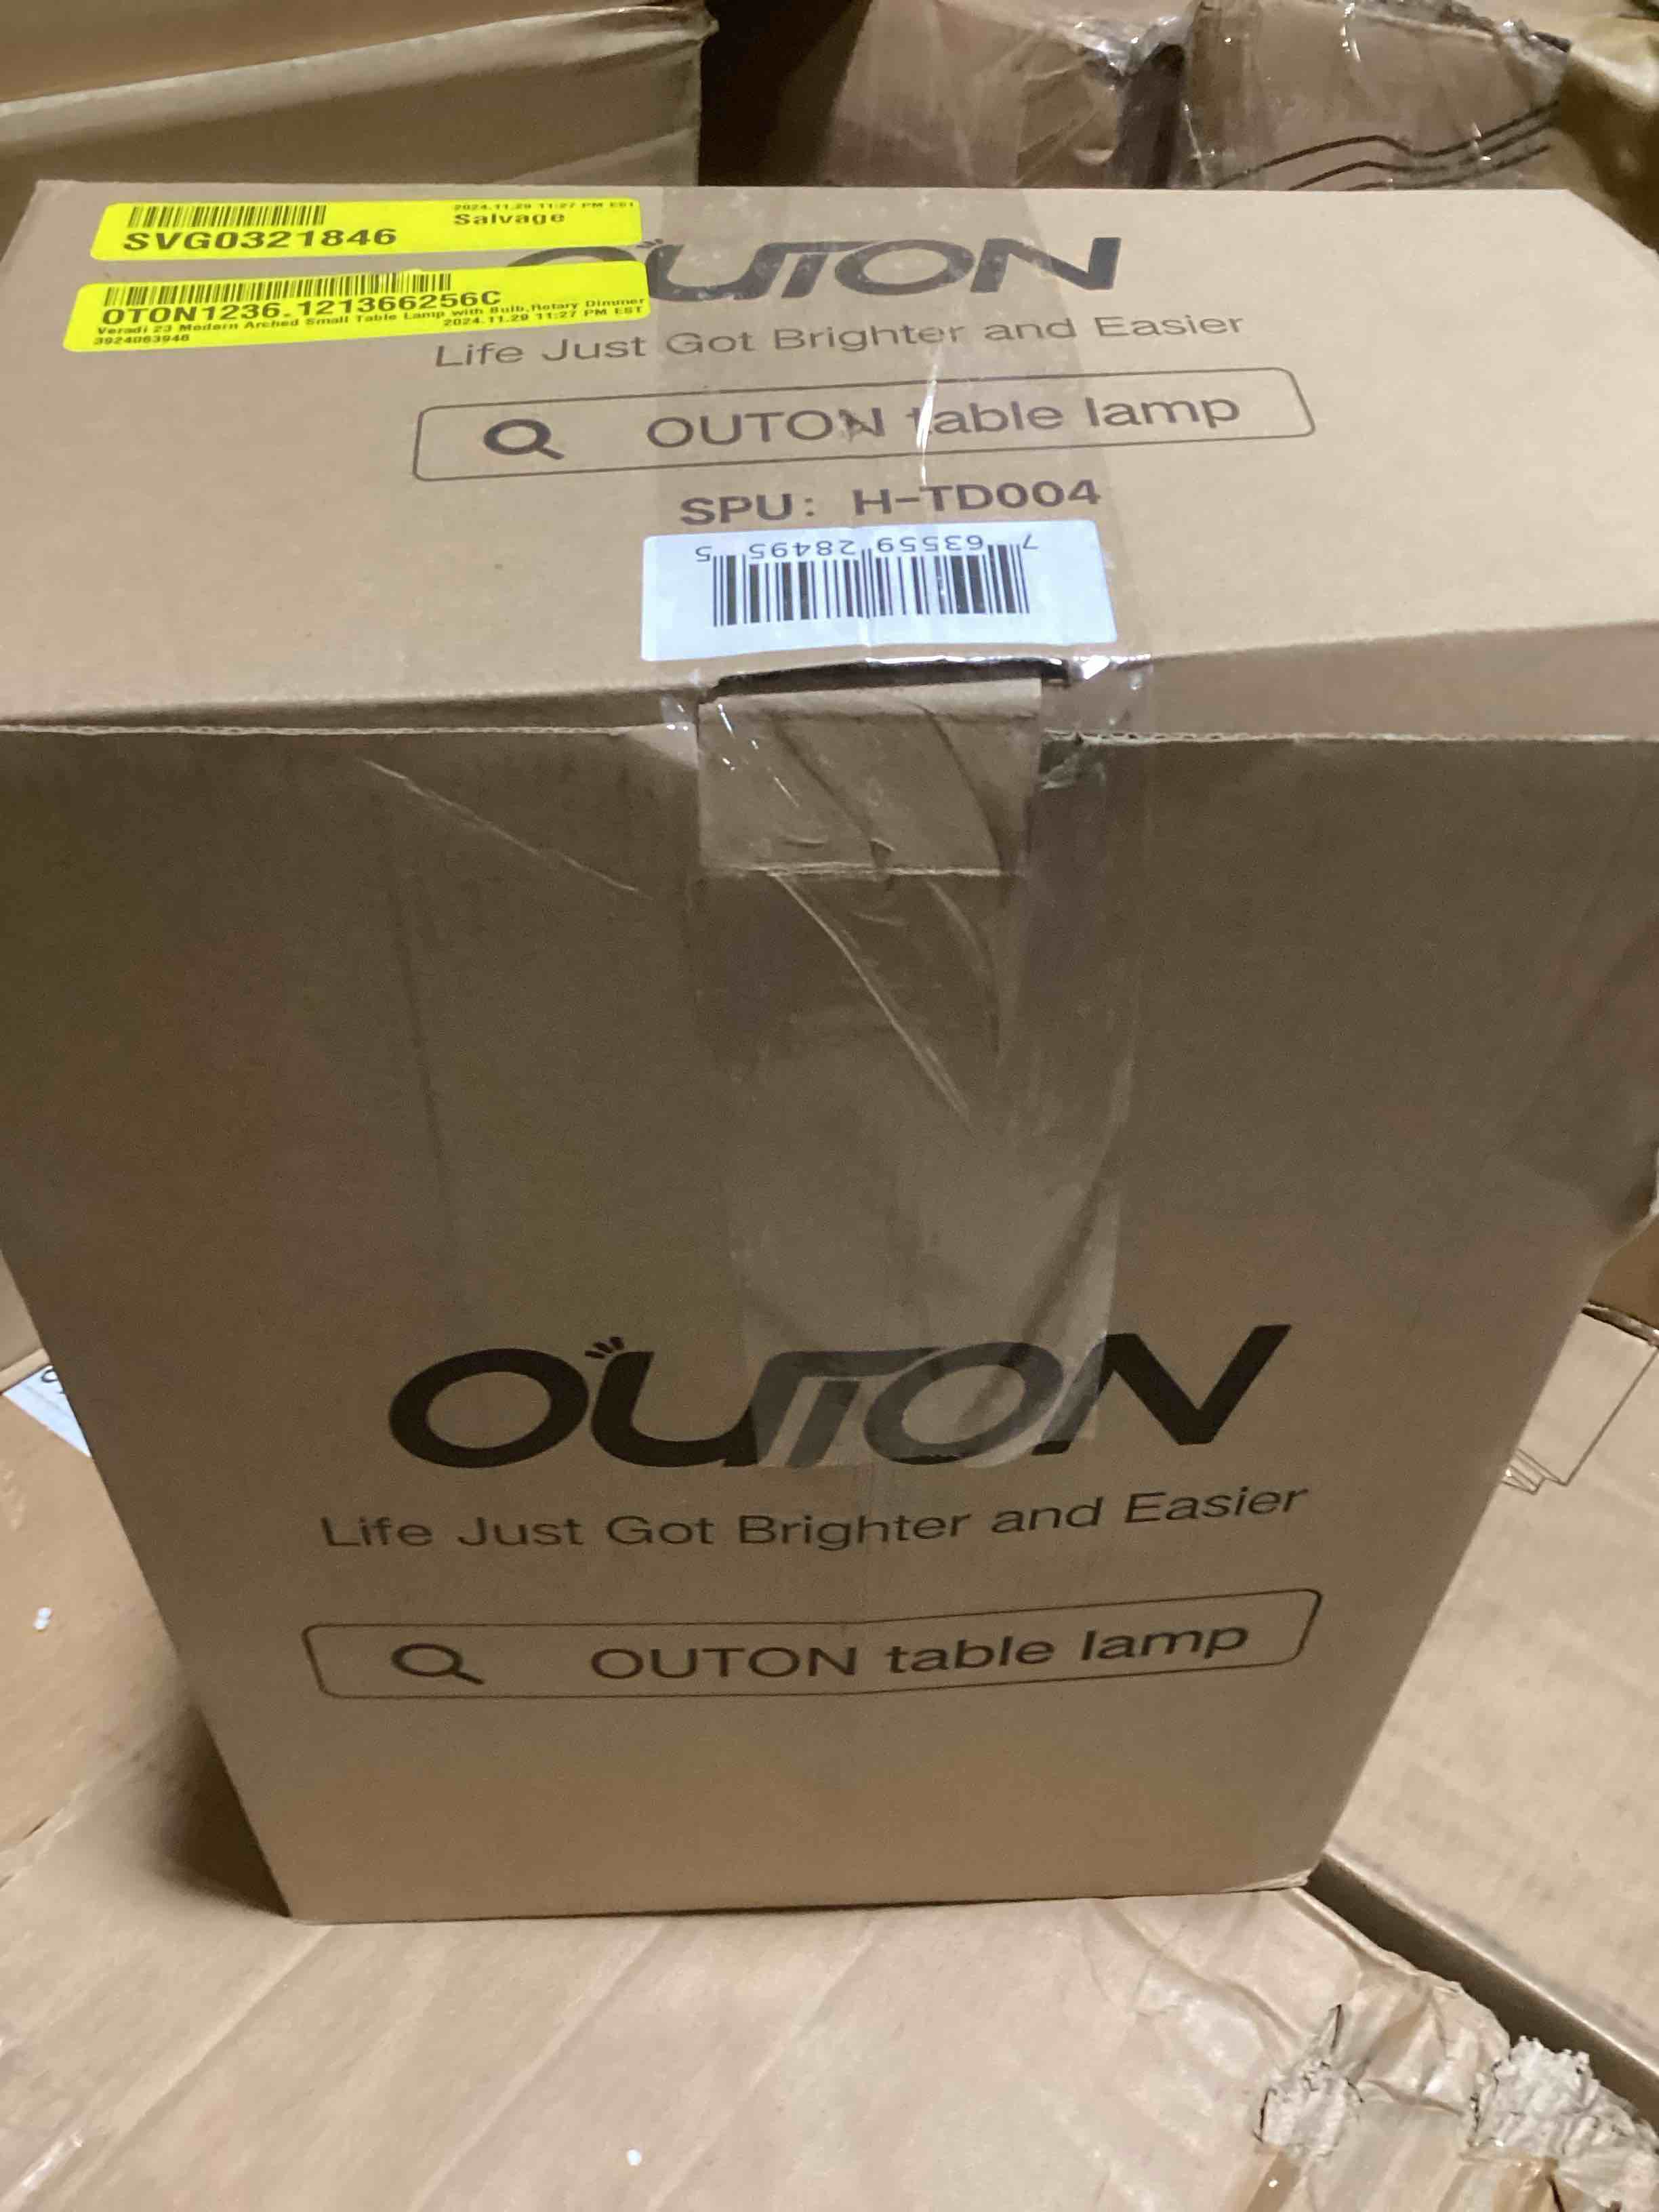 2024.11.29 11:27 PM EST
Salvage
SVG0321846
OTON1236.121366256C
Veradi 23 Modern Arched Small Table Lamp with Bulb,Rotary Dimmer
2024.11.29 11:27 PM EST
3924063946
OUTON
Life Just Got Brighter and Easier
OUTON table lamp
SPU: H-TD004
7 63559 28495 5
OUTON
Life Just Got Brighter and Easier
OUTON table lamp